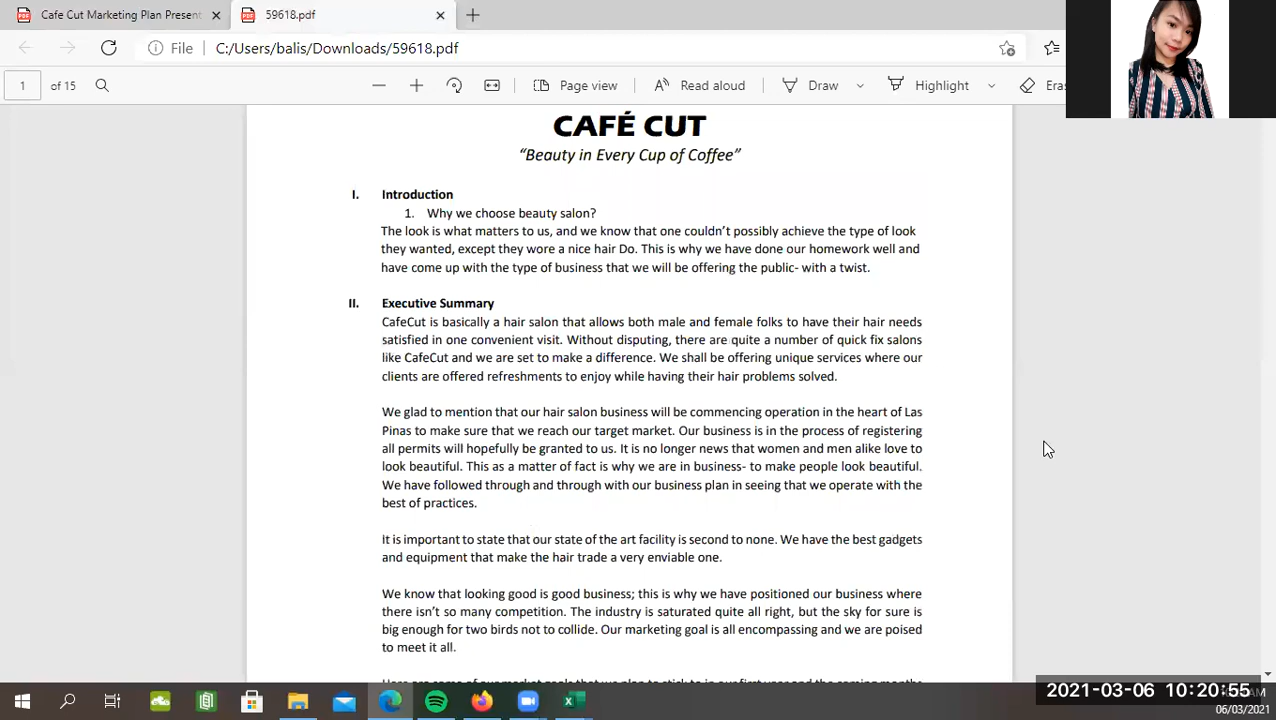 Cafe Cut Marketing Plan Present
59618.pdf
File
C:/Users/balis/Downloads/59618.pdf
1 of 15
Page view
Read aloud
Draw
Highlight
Eras
CAFÉ CUT
“Beauty in Every Cup of Coffee”
I. Introduction
1. Why we choose beauty salon?
The look is what matters to us, and we know that one couldn’t possibly achieve the type of look
they wanted, except they wore a nice hair Do. This is why we have done our homework well and
have come up with the type of business that we will be offering the public- with a twist.
II. Executive Summary
CafeCut is basically a hair salon that allows both male and female folks to have their hair needs
satisfied in one convenient visit. Without disputing, there are quite a number of quick fix salons
like CafeCut and we are set to make a difference. We shall be offering unique services where our
clients are offered refreshments to enjoy while having their hair problems solved.
We glad to mention that our hair salon business will be commencing operation in the heart of Las
Pinas to make sure that we reach our target market. Our business is in the process of registering
all permits will hopefully be granted to us. It is no longer news that women and men alike love to
look beautiful. This as a matter of fact is why we are in business- to make people look beautiful.
We have followed through and through with our business plan in seeing that we operate with the
best of practices.
It is important to state that our state of the art facility is second to none. We have the best gadgets
and equipment that make the hair trade a very enviable one.
We know that looking good is good business; this is why we have positioned our business where
there isn’t so many competition. The industry is saturated quite all right, but the sky for sure is
big enough for two birds not to collide. Our marketing goal is all encompassing and we are poised
to meet it all.
2021-03-06 10:20:55
06/03/2021